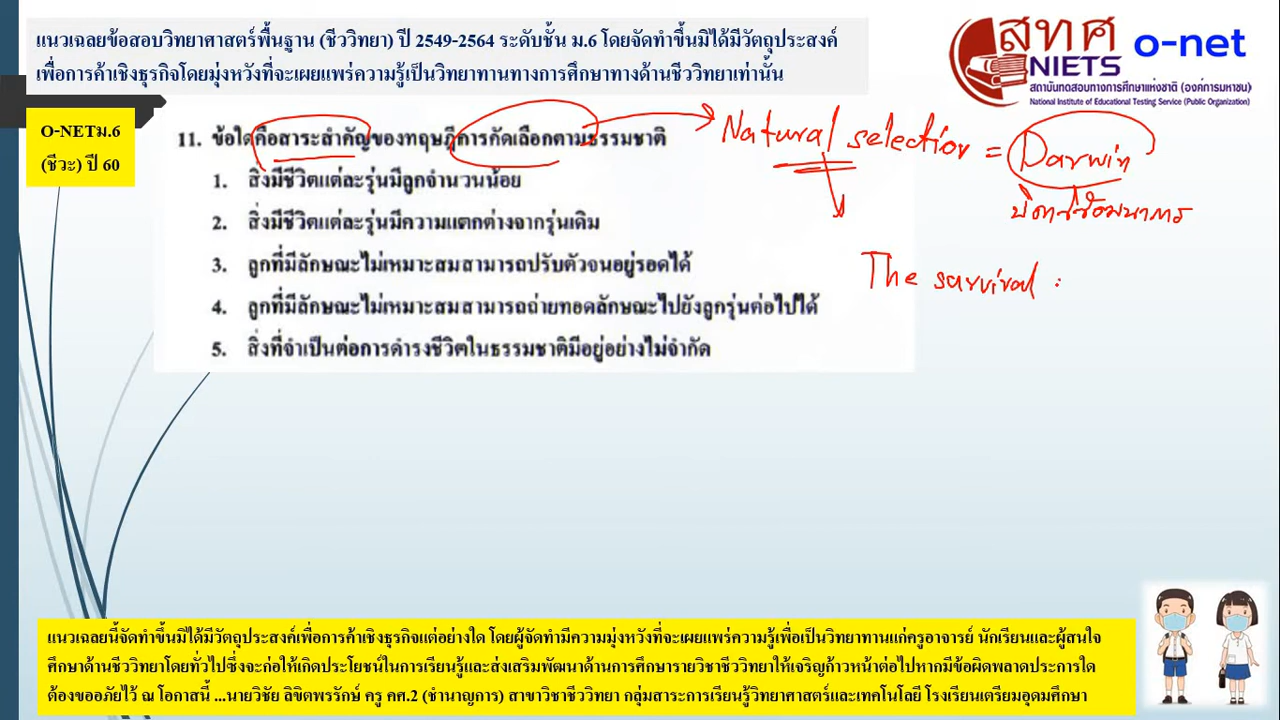 แนวเฉลยข้อสอบวิทยาศาสตร์พื้นฐาน (ชีววิทยา) ปี 2549-2564 ระดับชั้น ม.6 โดยจัดทำขึ้นมิได้มีวัตถุประสงค์
เพื่อการค้าเชิงธุรกิจโดยมุ่งหวังที่จะเผยแพร่ความรู้เป็นวิทยาทานทางการศึกษาทางด้านชีววิทยาเท่านั้น
สทศ
NIETS
o-net
สถาบันทดสอบทางการศึกษาแห่งชาติ (องค์การมหาชน)
National Institute of Educational Testing Service (Public Organization)
O-NETม.6
(ชีวะ) ปี 60
11. ข้อใดคือสาระสำคัญของทฤษฎีการคัดเลือกตามธรรมชาติ
Natural selection = Darwin
1. สิ่งมีชีวิตแต่ละรุ่นมีลูกจำนวนน้อย
2. สิ่งมีชีวิตแต่ละรุ่นมีความแตกต่างจากรุ่นเดิม
3. ลูกที่มีลักษณะไม่เหมาะสมสามารถปรับตัวจนอยู่รอดได้
The survival :
4. ลูกที่มีลักษณะไม่เหมาะสมสามารถถ่ายทอดลักษณะไปยังลูกรุ่นต่อไปได้
5. สิ่งที่จำเป็นต่อการดำรงชีวิตในธรรมชาติมีอยู่อย่างไม่จำกัด
แนวเฉลยนี้จัดทำขึ้นมิได้มีวัตถุประสงค์เพื่อการค้าเชิงธุรกิจแต่อย่างใด โดยผู้จัดทำมีความมุ่งหวังที่จะเผยแพร่ความรู้เพื่อเป็นวิทยาทานแก่ครูอาจารย์ นักเรียนและผู้สนใจ
ศึกษาด้านชีววิทยาโดยทั่วไปซึ่งจะก่อให้เกิดประโยชน์ในการเรียนรู้และส่งเสริมพัฒนาด้านการศึกษารายวิชาชีววิทยาให้เจริญก้าวหน้าต่อไปหากมีข้อผิดพลาดประการใด
ต้องขออภัยไว้ ณ โอกาสนี้ ...นายวิชัย ลิขิตพรรักษ์ ครู คศ.2 (ชำนาญการ) สาขาวิชาชีววิทยา กลุ่มสาระการเรียนรู้วิทยาศาสตร์และเทคโนโลยี โรงเรียนเตรียมอุดมศึกษา